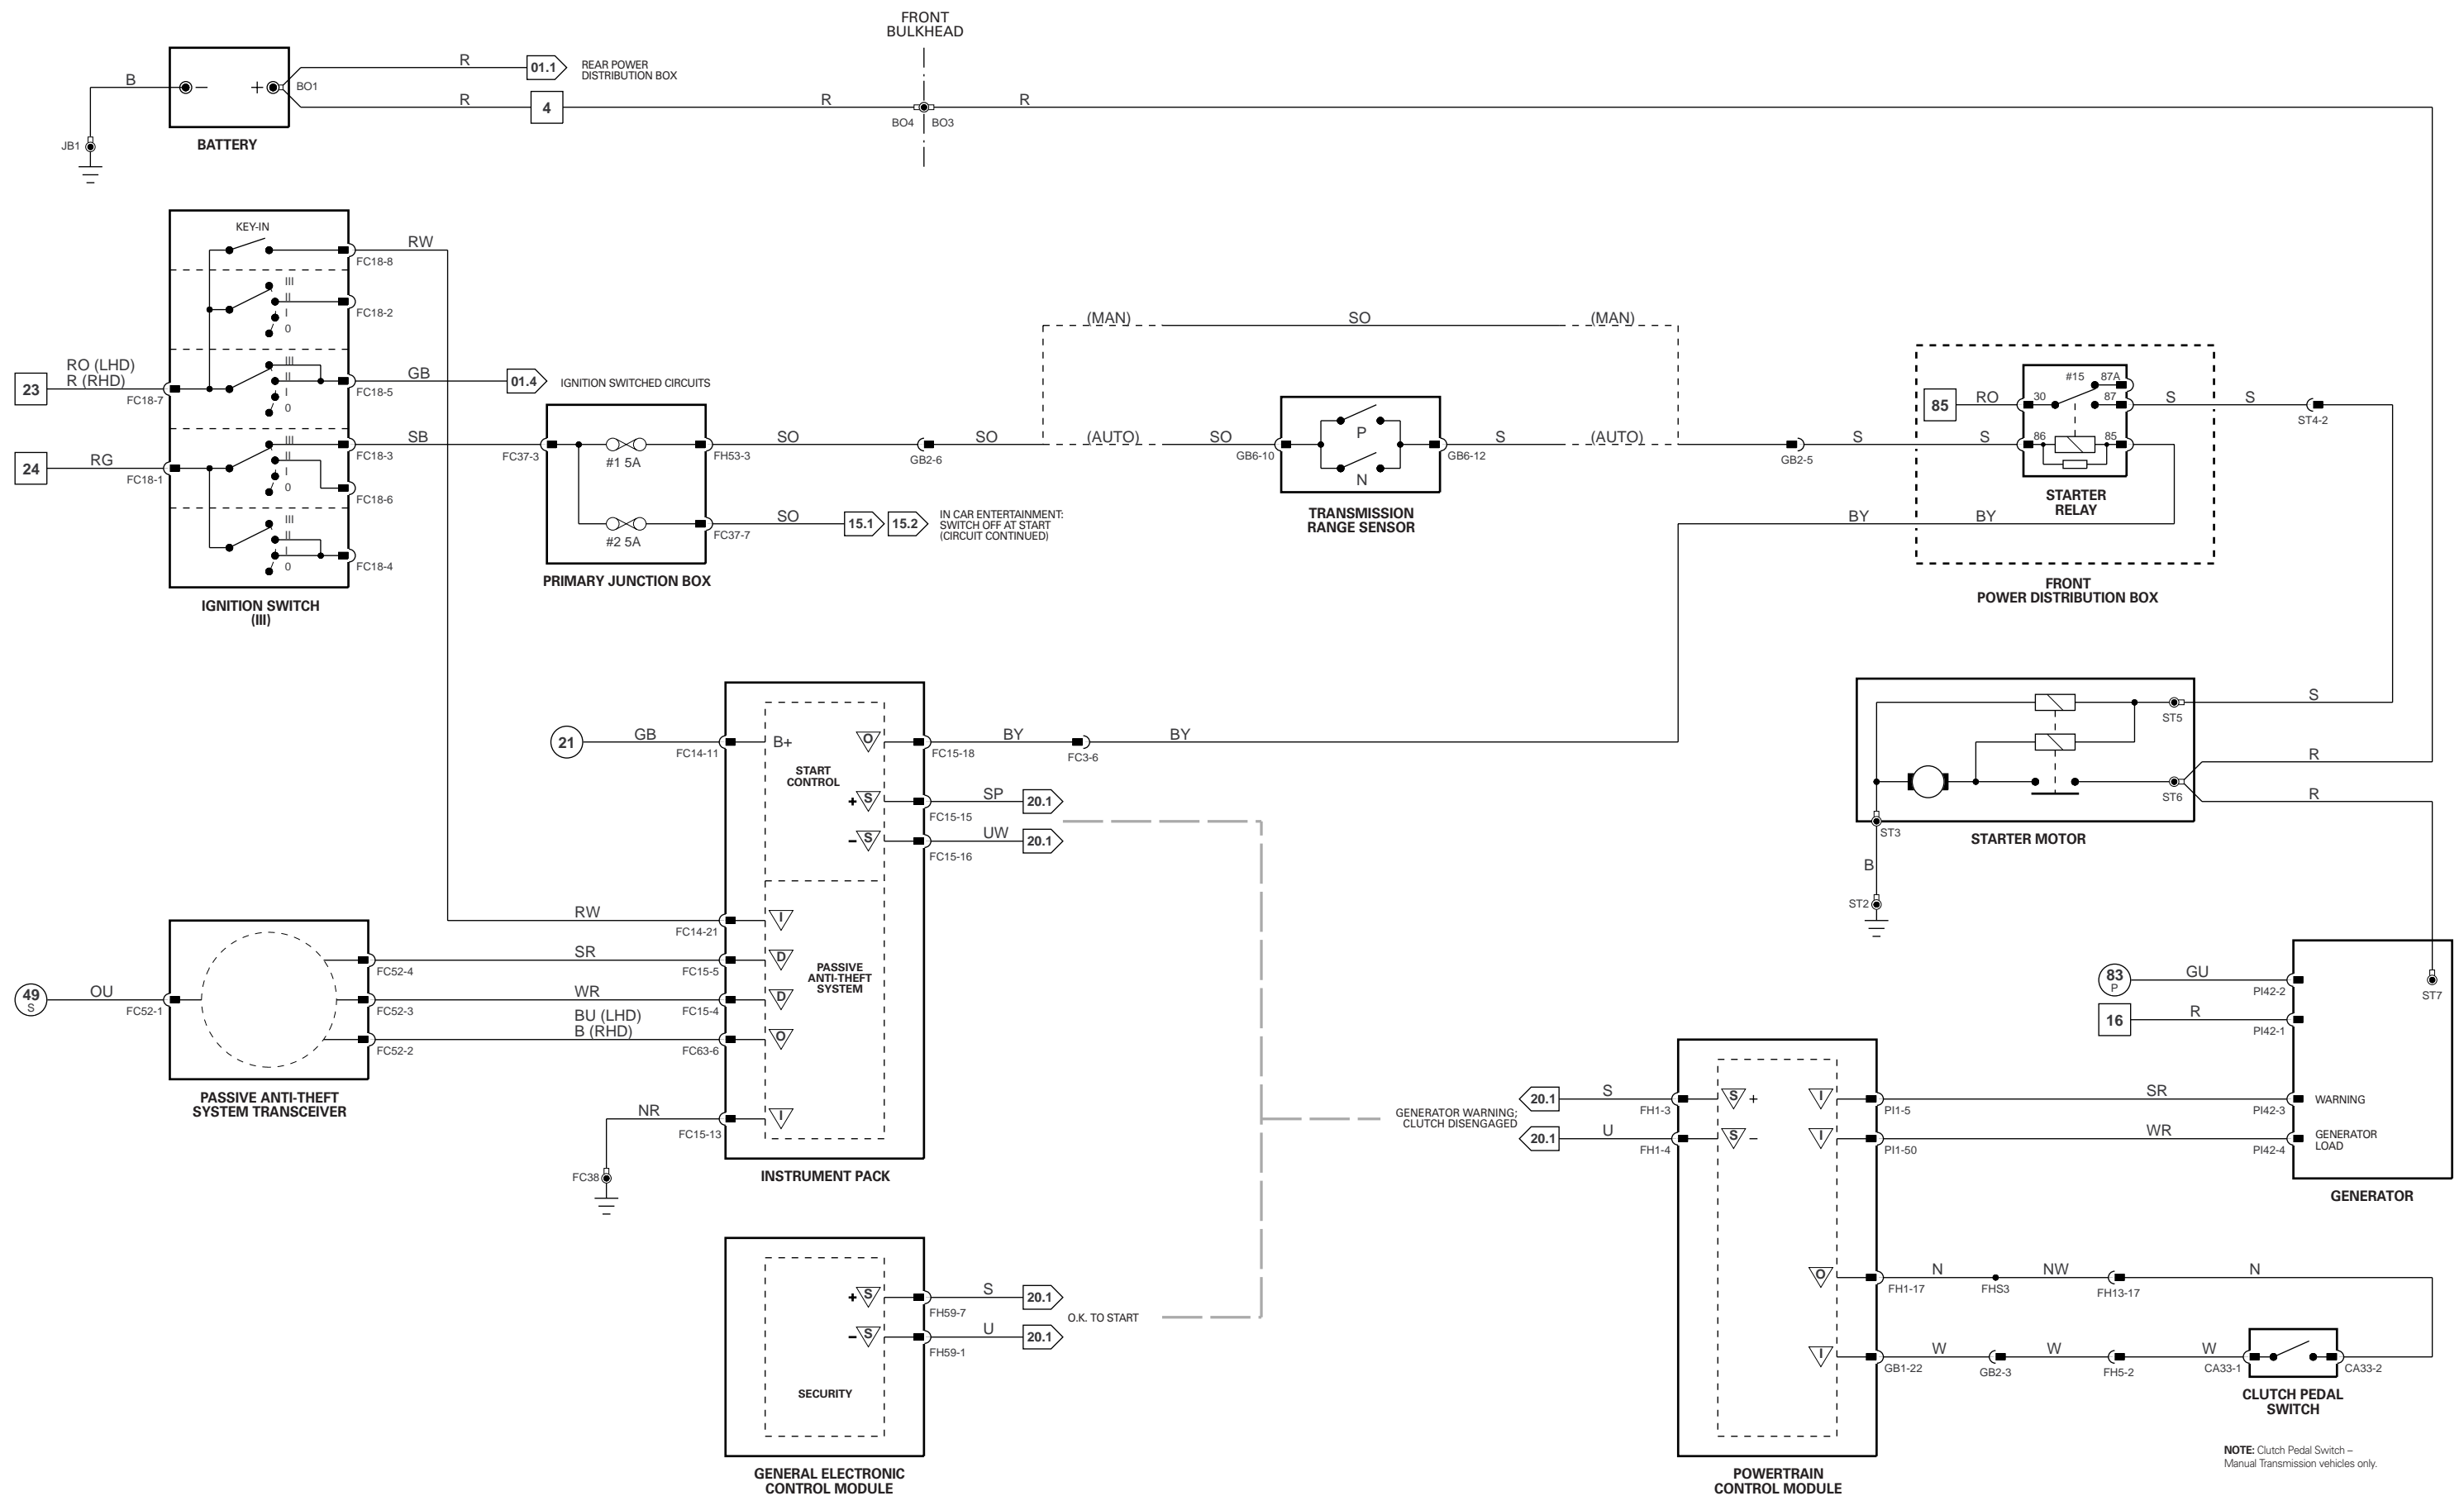 FRONT
BULKHEAD
B
R
01.1
REAR POWER
DISTRIBUTION BOX
BO1
R
4
R
R
BO4
BO3
JB1
BATTERY
KEY-IN
RW
FC18-8
III
II
I
0
FC18-2
23
RO (LHD)
R (RHD)
FC18-7
III
II
I
0
GB
FC18-5
01.4
IGNITION SWITCHED CIRCUITS
24
RG
FC18-1
III
II
I
0
SB
FC18-3
FC18-6
III
II
I
0
FC18-4
IGNITION SWITCH
(III)
FC37-3
#1 5A
FH53-3
SO
GB2-6
SO
#2 5A
FC37-7
SO
15.1
15.2
IN CAR ENTERTAINMENT:
SWITCH OFF AT START
(CIRCUIT CONTINUED)
PRIMARY JUNCTION BOX
(MAN)
SO
(MAN)
(AUTO)
SO
GB6-10
P
N
GB6-12
S
(AUTO)
TRANSMISSION
RANGE SENSOR
GB2-5
S
S
85
RO
30
#15
87A
87
86
85
S
S
ST4-2
STARTER
RELAY
BY
BY
FRONT
POWER DISTRIBUTION BOX
21
GB
FC14-11
B+
O
FC15-18
BY
FC3-6
BY
START
CONTROL
+
S
FC15-15
SP
20.1
–
S
FC15-16
UW
20.1
RW
FC14-21
I
SR
FC52-4
FC15-5
D
PASSIVE
ANTI-THEFT
SYSTEM
49
S
OU
FC52-1
WR
FC52-3
FC15-4
D
BU (LHD)
B (RHD)
FC52-2
FC63-6
O
PASSIVE ANTI-THEFT
SYSTEM TRANSCEIVER
NR
FC15-13
I
FC38
INSTRUMENT PACK
+
S
FH59-7
S
20.1
O.K. TO START
–
S
FH59-1
U
20.1
SECURITY
GENERAL ELECTRONIC
CONTROL MODULE
S
ST5
R
ST6
R
ST3
STARTER MOTOR
B
ST2
83
P
GU
PI42-2
ST7
16
R
PI42-1
GENERATOR WARNING;
CLUTCH DISENGAGED
20.1
S
FH1-3
S
+
I
PI1-5
SR
PI42-3
WARNING
20.1
U
FH1-4
S
–
I
PI1-50
WR
PI42-4
GENERATOR
LOAD
GENERATOR
O
FH1-17
N
FHS3
NW
FH13-17
N
I
GB1-22
W
GB2-3
W
FH5-2
W
CA33-1
CA33-2
CLUTCH PEDAL
SWITCH
POWERTRAIN
CONTROL MODULE
NOTE: Clutch Pedal Switch –
Manual Transmission vehicles only.